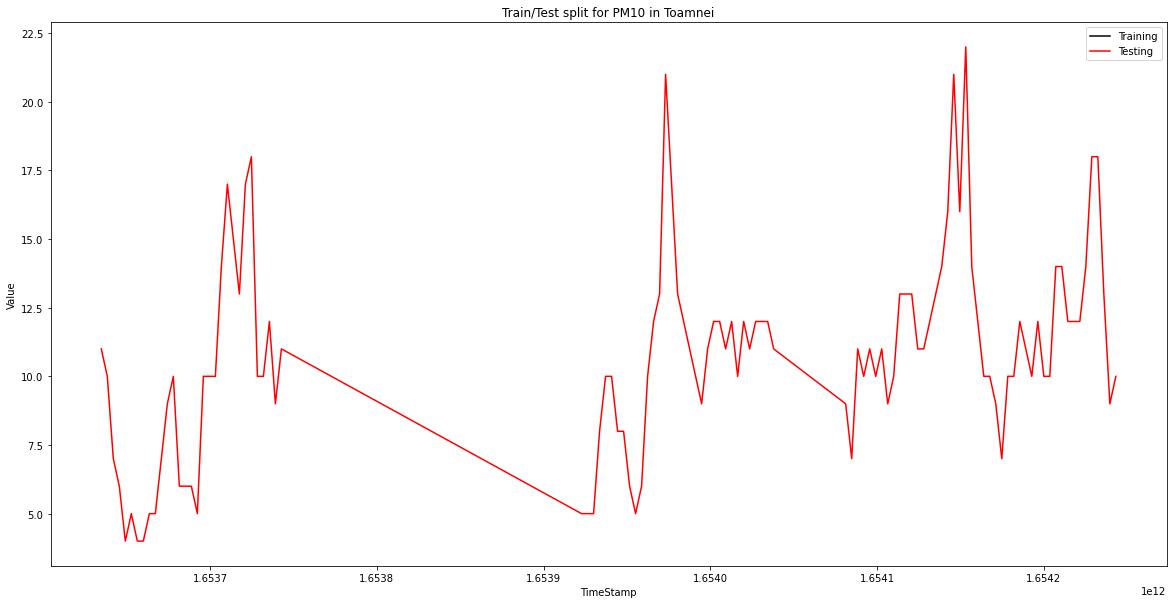 Train/Test split for PM10 in Toamnei
Training
Testing
22.5
20.0
17.5
15.0
12.5
10.0
7.5
5.0
Value
1.6537
1.6538
1.6539
1.6540
1.6541
1.6542
1e12
TimeStamp